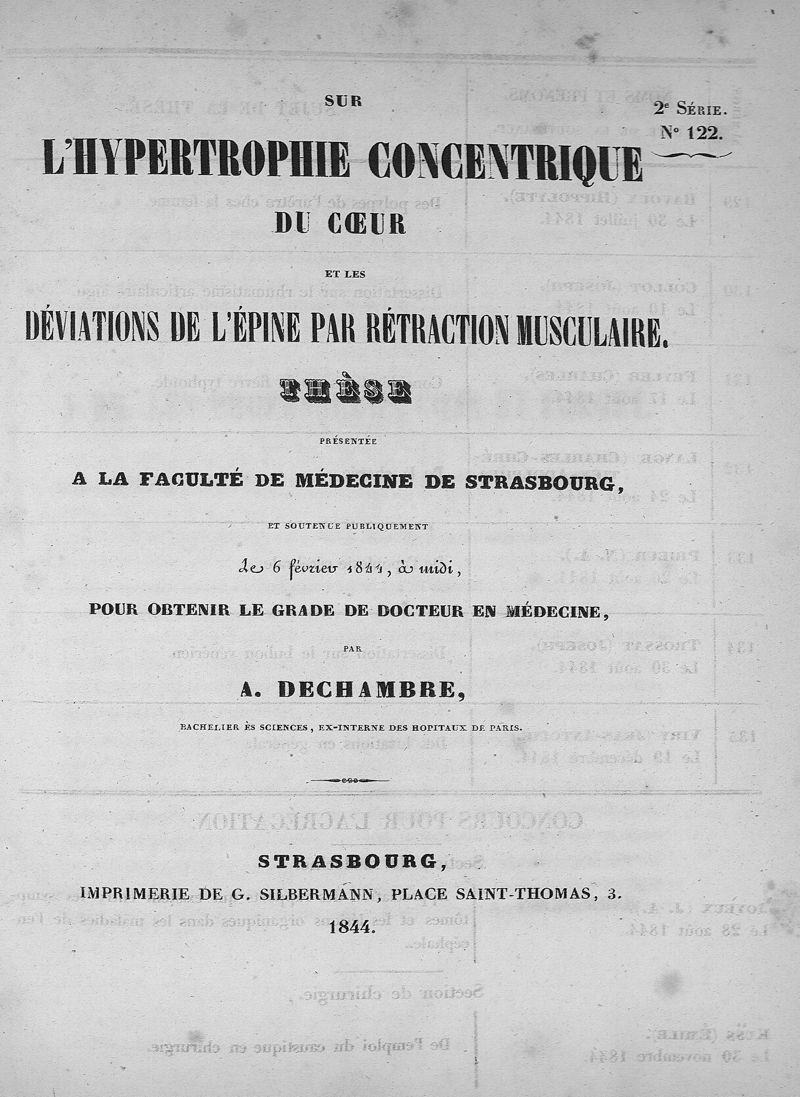 SUR
2e SÉRIE.
No 122.
L'HYPERTROPHIE CONCENTRIQUE
DU CŒUR
ET LES
DÉVIATIONS DE L'ÉPINE PAR RÉTRACTION MUSCULAIRE.
THÈSE
PRÉSENTÉE
A LA FACULTÉ DE MÉDECINE DE STRASBOURG,
ET SOUTENUE PUBLIQUEMENT
le 6 février 1844, à midi,
POUR OBTENIR LE GRADE DE DOCTEUR EN MÉDECINE,
PAR
A. DECHAMBRE,
BACHELIER ÈS SCIENCES, EX-INTERNE DES HOPITAUX DE PARIS.
STRASBOURG,
IMPRIMERIE DE G. SILBERMANN, PLACE SAINT-THOMAS, 3.
1844.